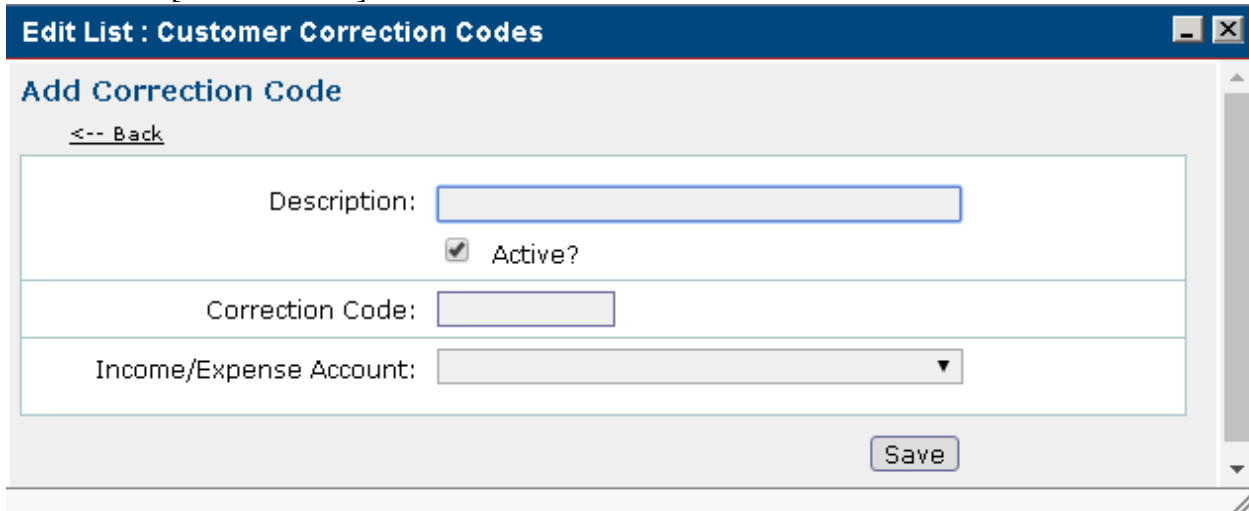 Edit List : Customer Correction Codes
Add Correction Code
<-- Back
Description:
Active?
Correction Code:
Income/Expense Account:
Save